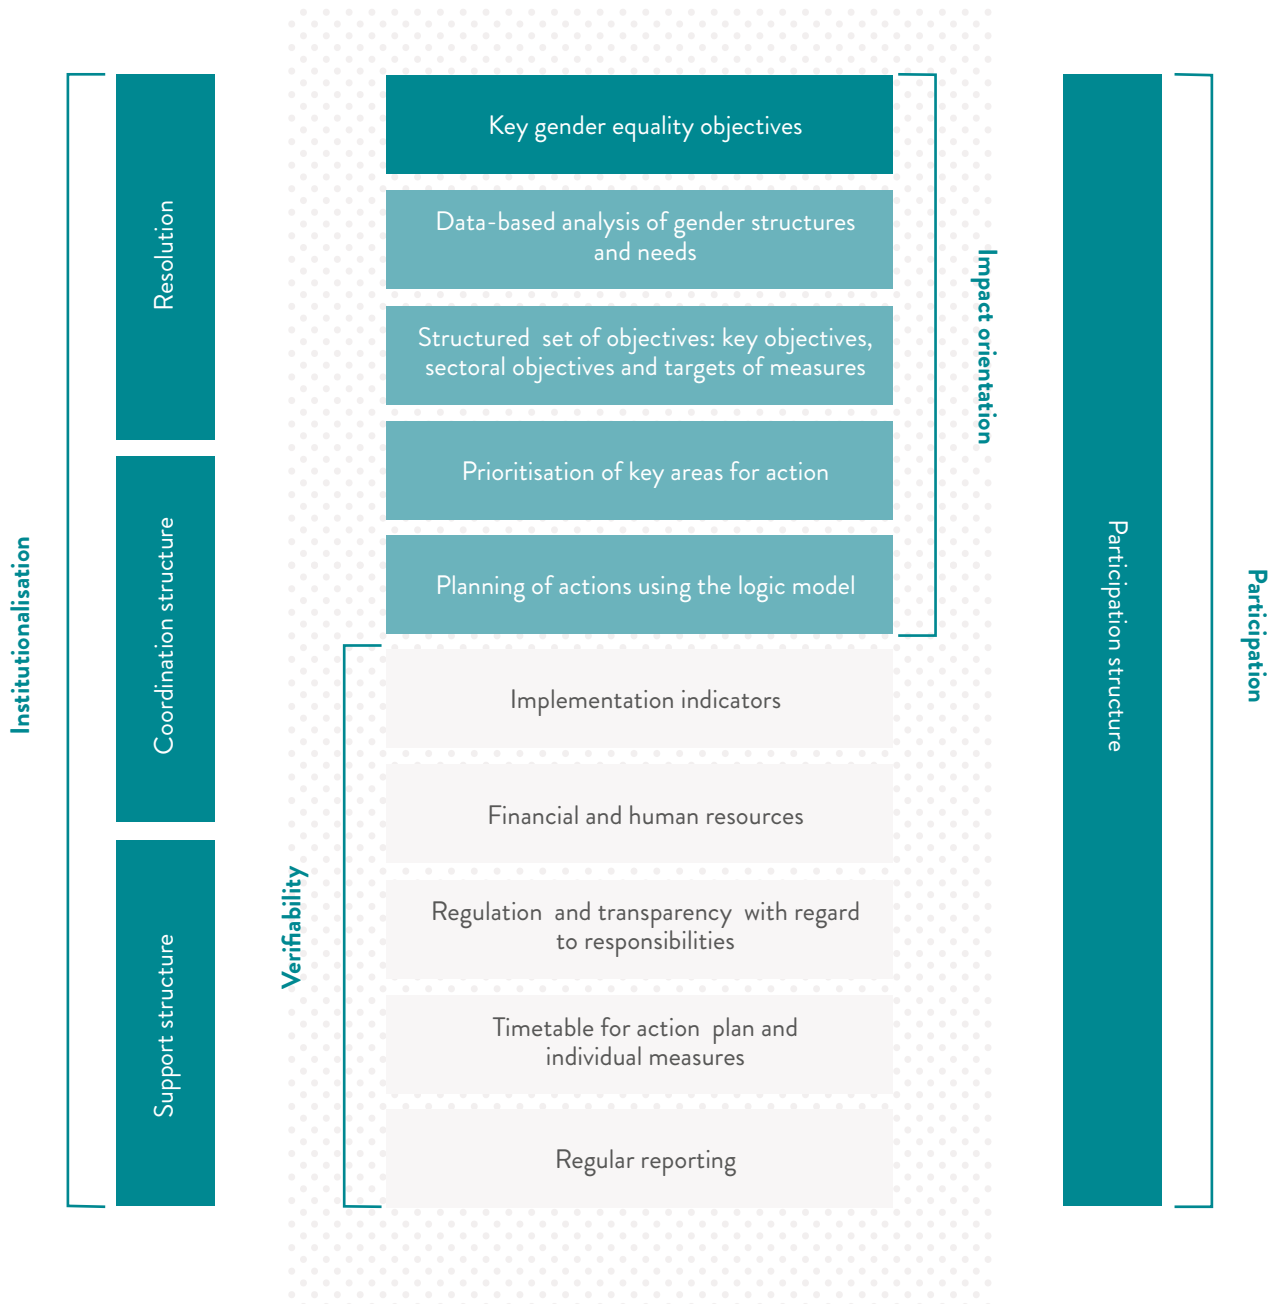 Institutionalisation
Resolution
Coordination structure
Support structure
Key gender equality objectives
Data-based analysis of gender structures
and needs
Structured set of objectives: key objectives,
sectoral objectives and targets of measures
Prioritisation of key areas for action
Planning of actions using the logic model
Impact orientation
Verifiability
Implementation indicators
Financial and human resources
Regulation and transparency with regard
to responsibilities
Timetable for action plan and
individual measures
Regular reporting
Participation structure
Participation